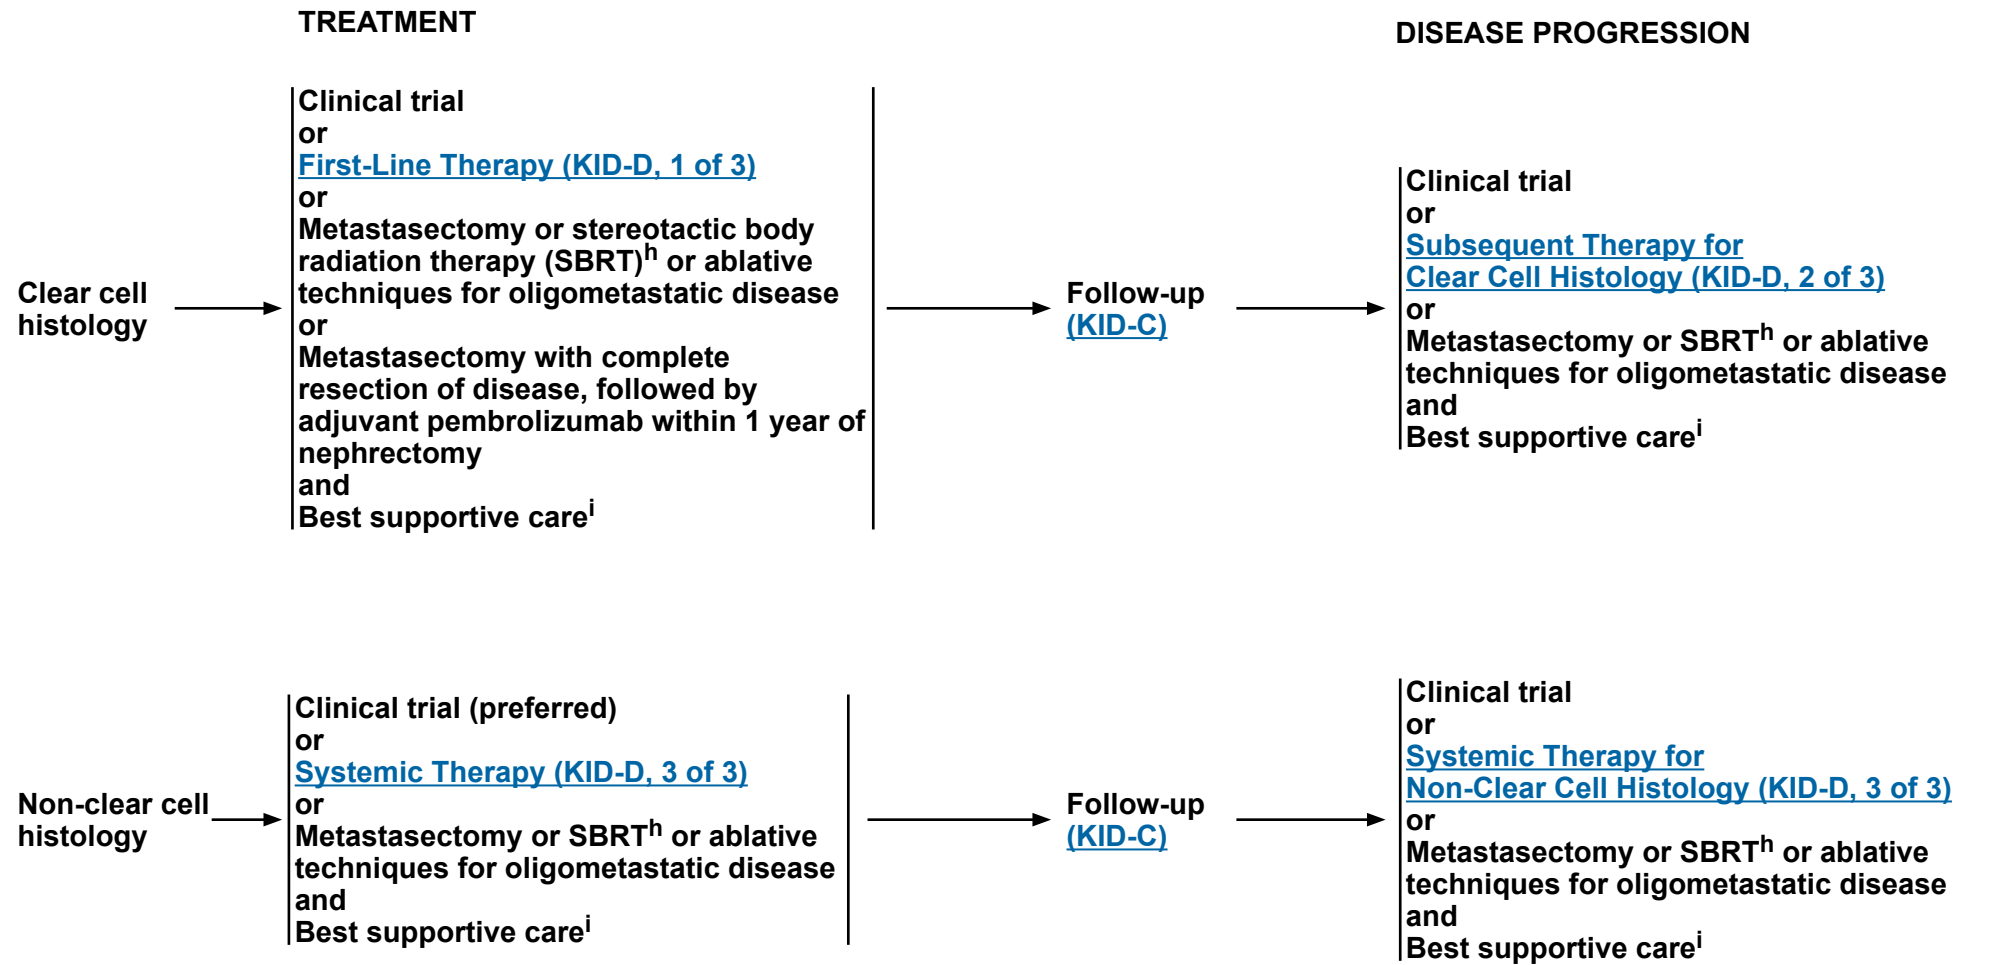 TREATMENT
DISEASE PROGRESSION
Clear cell
histology
Clinical trial
or
First-Line Therapy (KID-D, 1 of 3)
or
Metastasectomy or stereotactic body
radiation therapy (SBRT)h or ablative
techniques for oligometastatic disease
or
Metastasectomy with complete
resection of disease, followed by
adjuvant pembrolizumab within 1 year of
nephrectomy
and
Best supportive carei
Follow-up
(KID-C)
Clinical trial
or
Subsequent Therapy for
Clear Cell Histology (KID-D, 2 of 3)
or
Metastasectomy or SBRTh or ablative
techniques for oligometastatic disease
and
Best supportive carei
Non-clear cell
histology
Clinical trial (preferred)
or
Systemic Therapy (KID-D, 3 of 3)
or
Metastasectomy or SBRTh or ablative
techniques for oligometastatic disease
and
Best supportive carei
Follow-up
(KID-C)
Clinical trial
or
Systemic Therapy for
Non-Clear Cell Histology (KID-D, 3 of 3)
or
Metastasectomy or SBRTh or ablative
techniques for oligometastatic disease
and
Best supportive carei